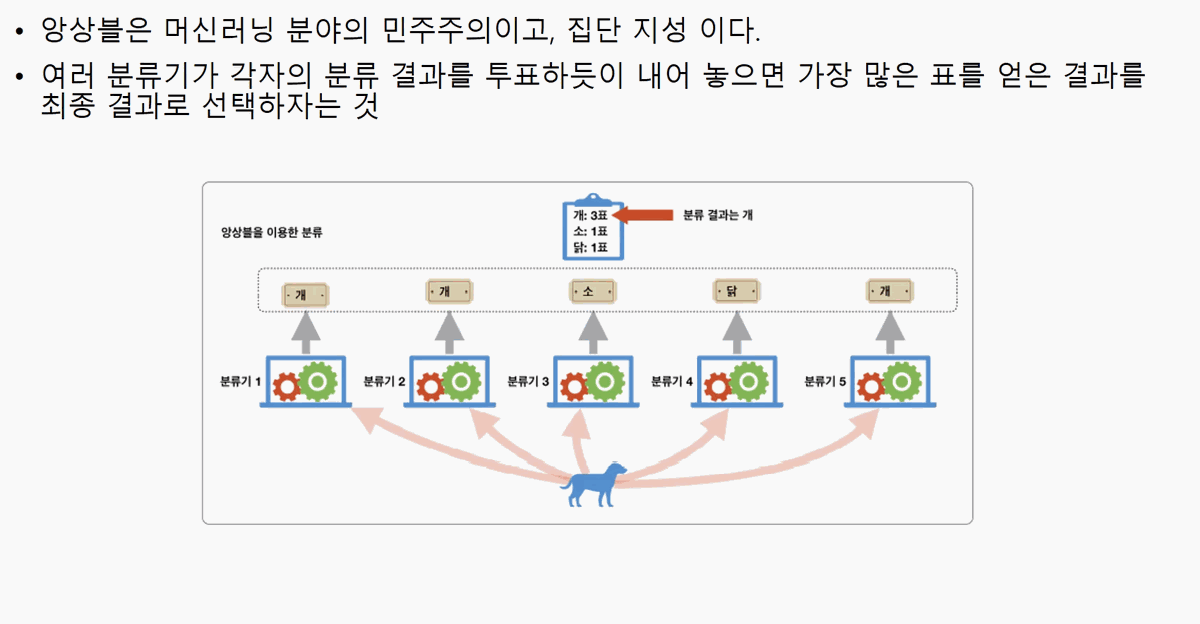 • 앙상블은 머신러닝 분야의 민주주의이고, 집단 지성 이다.
• 여러 분류기가 각자의 분류 결과를 투표하듯이 내어 놓으면 가장 많은 표를 얻은 결과를
최종 결과로 선택하자는 것
개: 3표
분류 결과는 개
앙상블을 이용한 분류
소: 1표
닭: 1표
개
개
소
닭
개
분류기 1
분류기 2
분류기 3
분류기 4
분류기 5